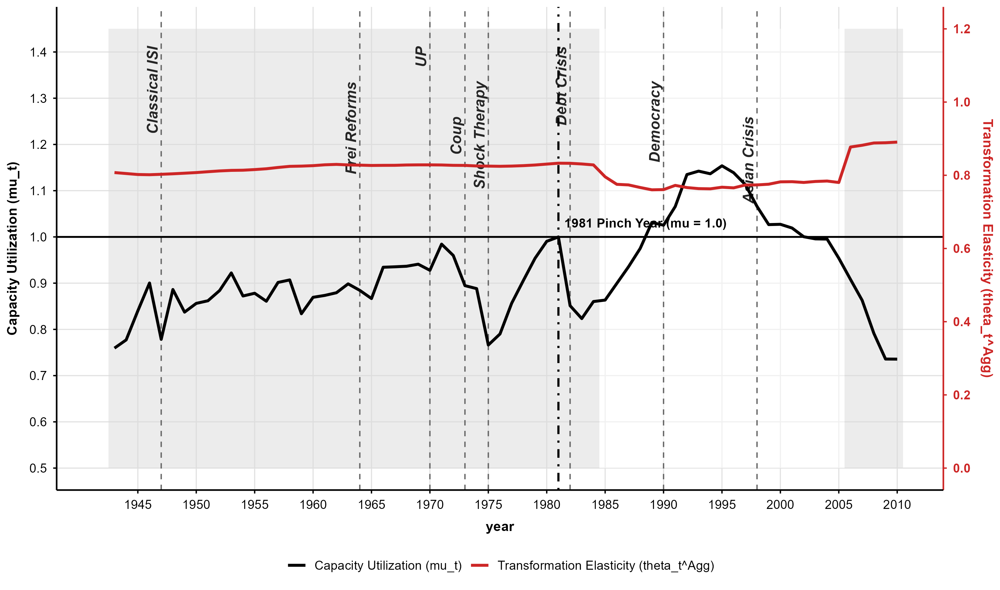 Capacity Utilization (mu_t)
1.4
1.3
1.2
1.1
1.0
0.9
0.8
0.7
0.6
0.5
Classical ISI
Frei Reforms
UP
Coup
Shock Therapy
Debt Crisis
Democracy
Asian Crisis
1981 Pinch Year (mu = 1.0)
1.2
1.0
0.8
0.6
0.4
0.2
0.0
Transformation Elasticity (theta_t^Agg)
1945 1950 1955 1960 1965 1970 1975 1980 1985 1990 1995 2000 2005 2010
year
Capacity Utilization (mu_t) Transformation Elasticity (theta_t^Agg)